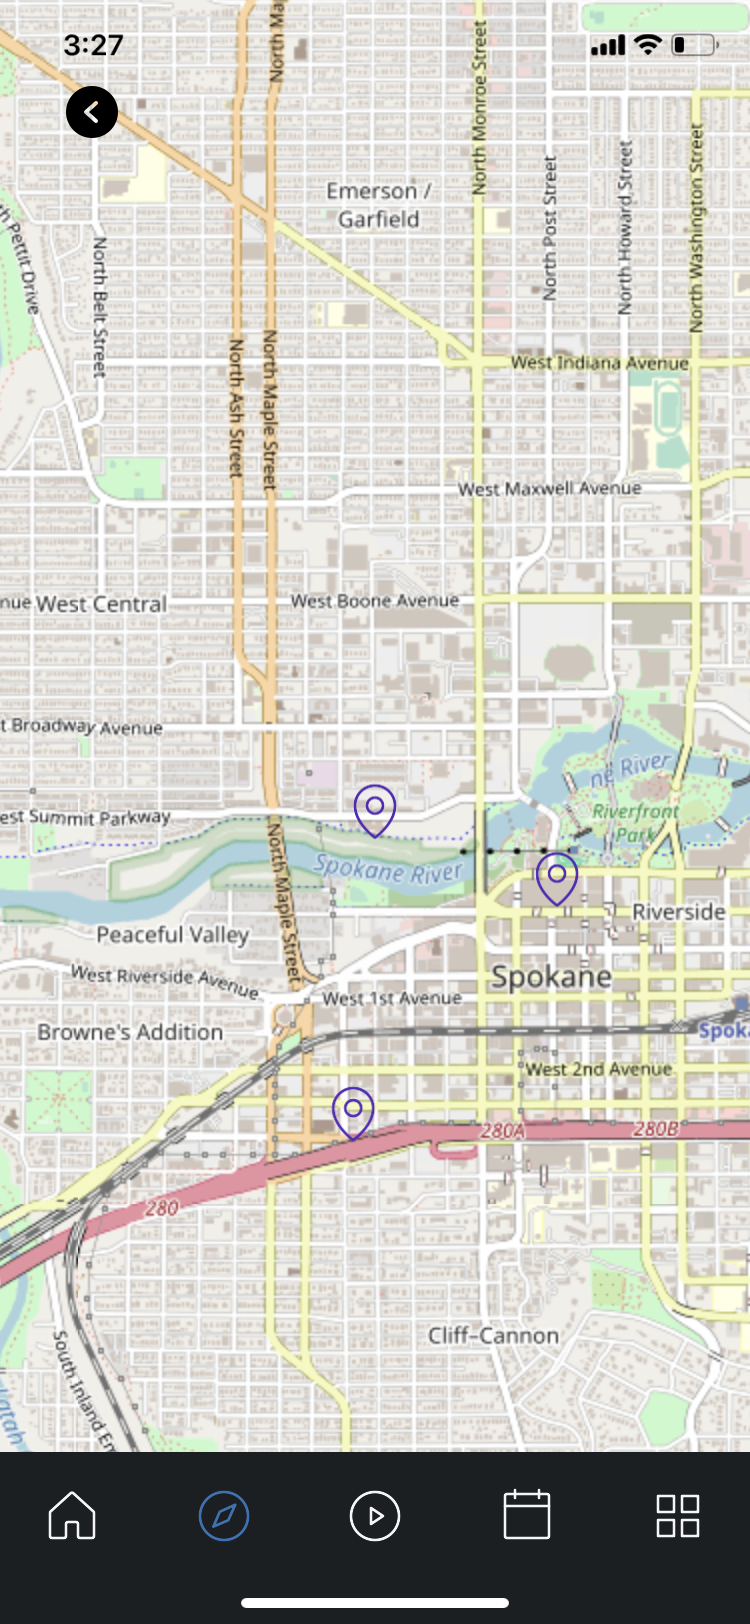 3:27
North Ma
North Monroe Street
Emerson /
Garfield
North Post Street
North Howard Street
North Washington Street
th Pettit Drive
North Belt Street
North Ash Street
North Maple Street
West Indiana Avenue
West Maxwell Avenue
nue
West Central
West Boone Avenue
t Broadway Avenue
ne River
Riverfront
Park
est Summit Parkway
Spokane River
North Maple Street
Peaceful Valley
Riverside
West Riverside Avenue
Spokane
West 1st Avenue
Browne's Addition
Spoka
West 2nd Avenue
280A
280B
280
Cliff–Cannon
South Inland Em
atah